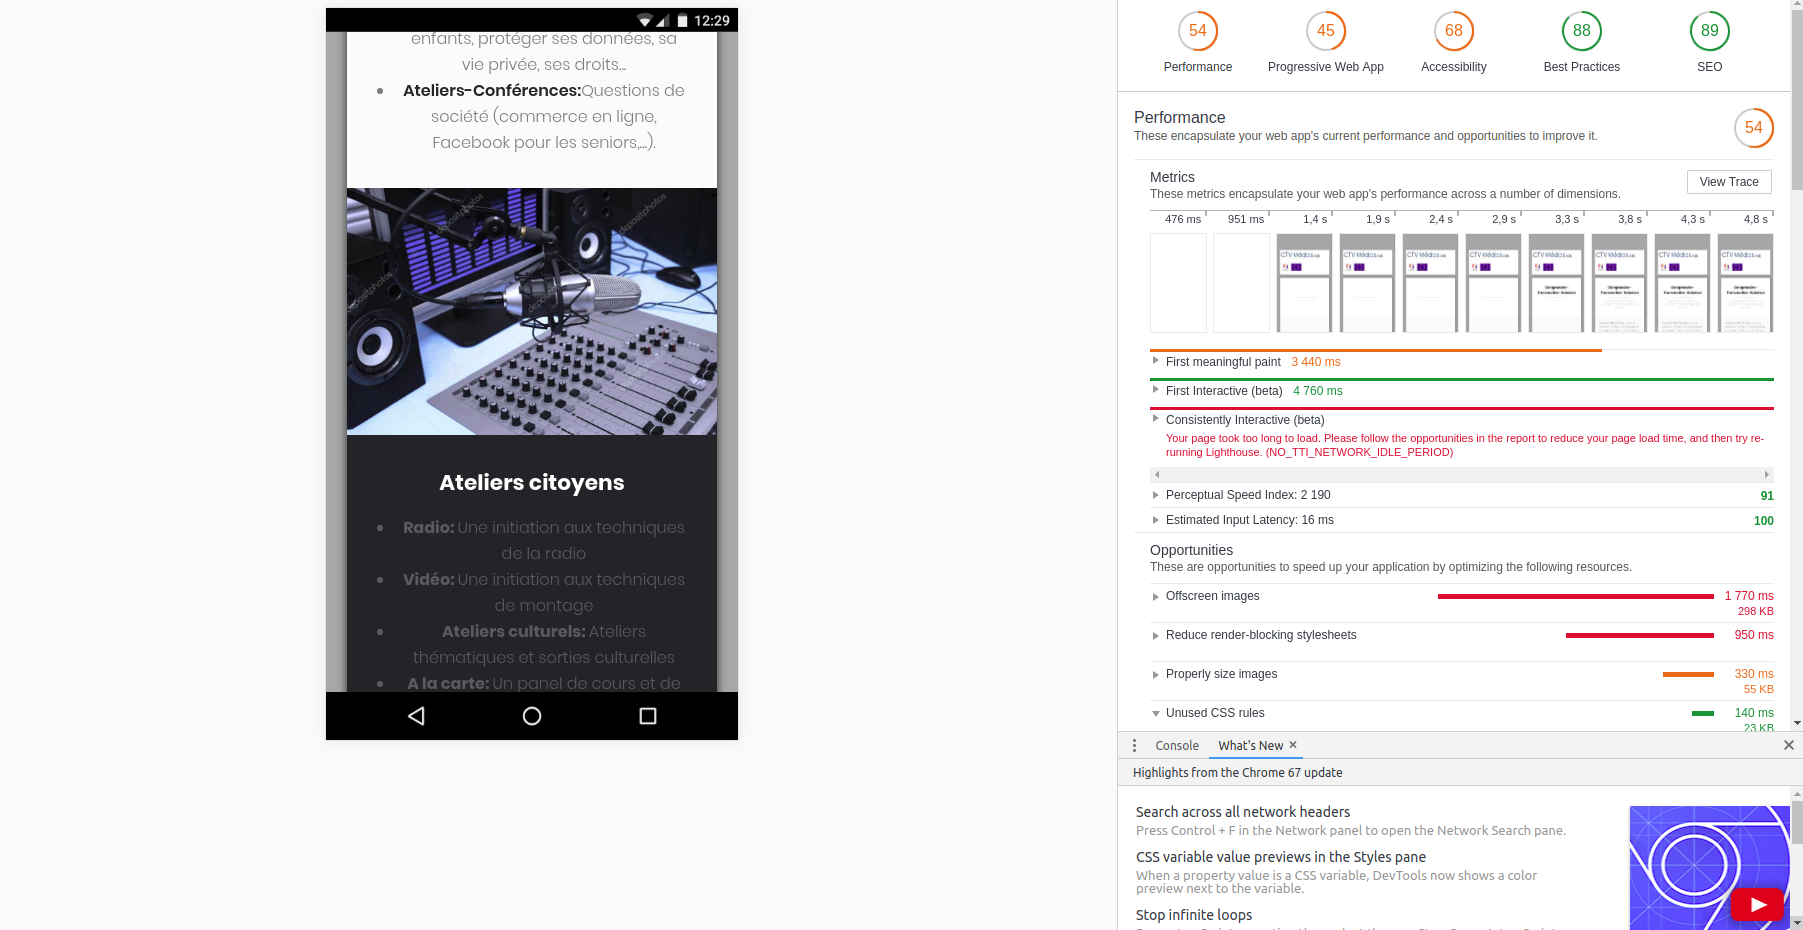 12:29
enfants, protéger ses données, sa
vie privée, ses droits...
Ateliers-Conférences:Questions de
société (commerce en ligne,
Facebook pour les seniors,...).
depositphotos
depositphotos
depositphotos
depositphotos
depositphotos
Ateliers citoyens
Radio: Une initiation aux techniques
de la radio
Vidéo: Une initiation aux techniques
de montage
Ateliers culturels: Ateliers
thématiques et sorties culturelles
A la carte: Un panel de cours et de
54
45
68
88
89
Performance
Progressive Web App
Accessibility
Best Practices
SEO
Performance
These encapsulate your web app's current performance and opportunities to improve it.
54
Metrics
These metrics encapsulate your web app's performance across a number of dimensions.
View Trace
476 ms
951 ms
1,4 s
1,9 s
2,4 s
2,9 s
3,3 s
3,8 s
4,3 s
4,8 s
First meaningful paint 3 440 ms
First Interactive (beta) 4 760 ms
Consistently Interactive (beta)
Your page took too long to load. Please follow the opportunities in the report to reduce your page load time, and then try re-
running Lighthouse. (NO_TTI_NETWORK_IDLE_PERIOD)
Perceptual Speed Index: 2 190 91
Estimated Input Latency: 16 ms 100
Opportunities
These are opportunities to speed up your application by optimizing the following resources.
Offscreen images 1 770 ms
298 KB
Reduce render-blocking stylesheets 950 ms
Properly size images 330 ms
55 KB
Unused CSS rules 140 ms
23 KB
Console What's New
Highlights from the Chrome 67 update
Search across all network headers
Press Control + F in the Network panel to open the Network Search pane.
CSS variable value previews in the Styles pane
When a property value is a CSS variable, DevTools now shows a color
preview next to the variable.
Stop infinite loops